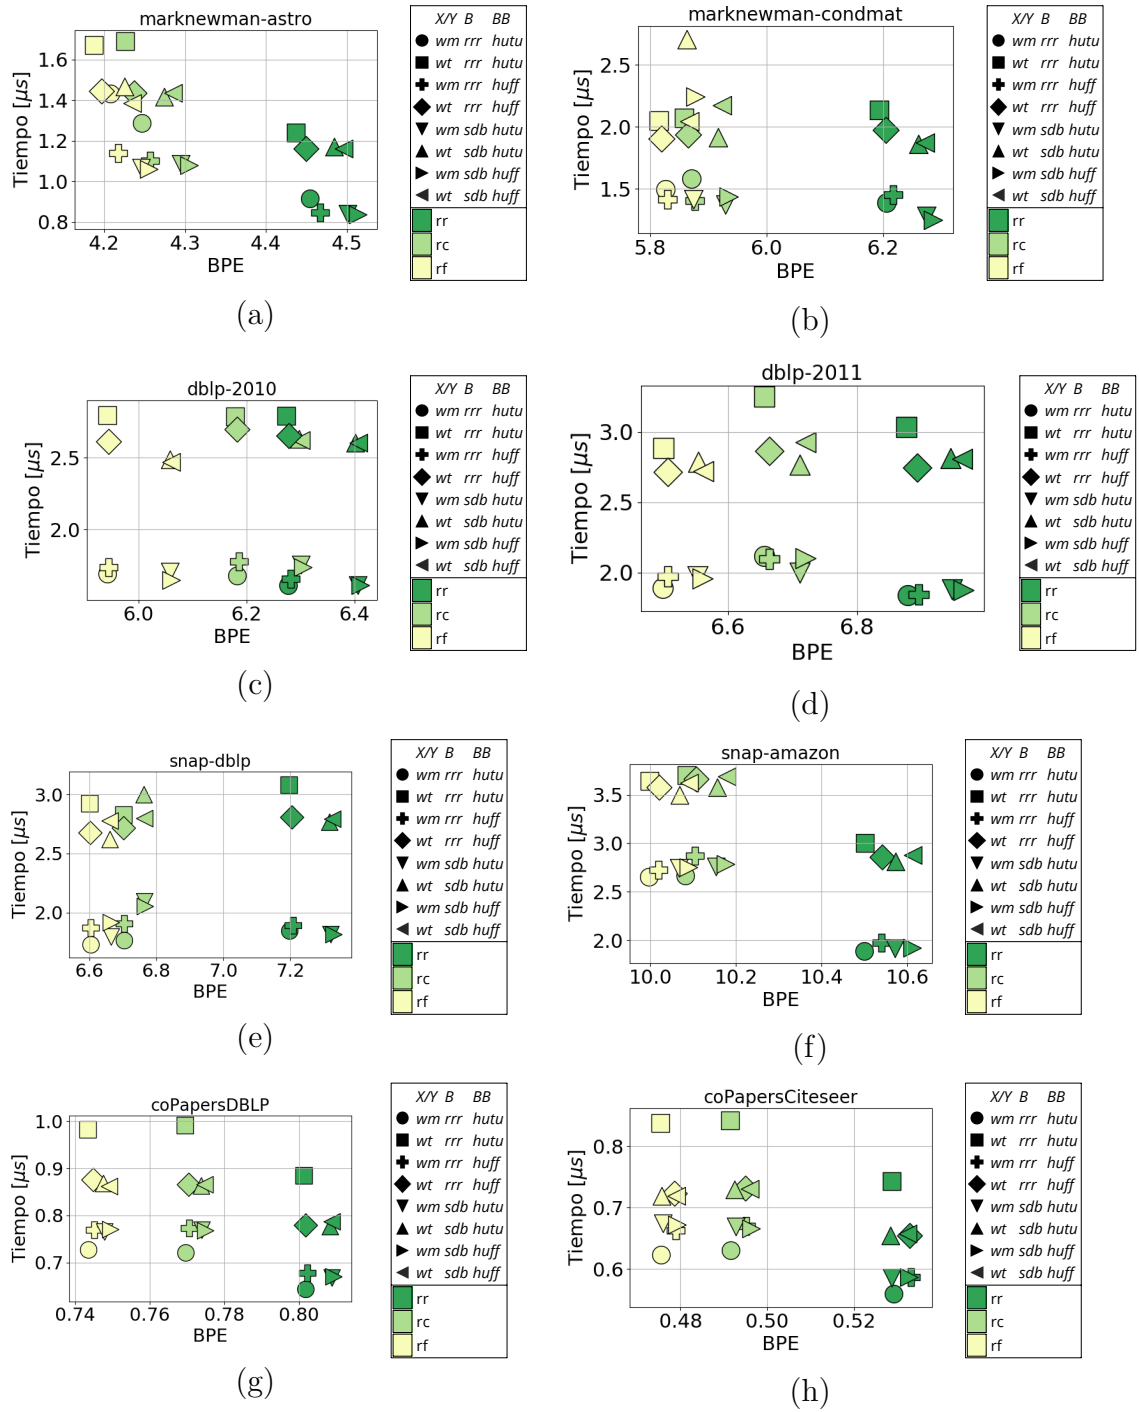 marknewman-astro
Tiempo [μs]
1.6
1.4
1.2
1.0
0.8
4.2 4.3 4.4 4.5
BPE
X/Y B BB
wm rrr hutu
wt rrr hutu
wm rrr huff
wt rrr huff
wm sdb hutu
wt sdb hutu
wm sdb huff
wt sdb huff
rr
rc
rf
(a)
marknewman-condmat
Tiempo [μs]
2.5
2.0
1.5
5.8 6.0 6.2
BPE
X/Y B BB
wm rrr hutu
wt rrr hutu
wm rrr huff
wt rrr huff
wm sdb hutu
wt sdb hutu
wm sdb huff
wt sdb huff
rr
rc
rf
(b)
dblp-2010
Tiempo [μs]
2.5
2.0
6.0 6.2 6.4
BPE
X/Y B BB
wm rrr hutu
wt rrr hutu
wm rrr huff
wt rrr huff
wm sdb hutu
wt sdb hutu
wm sdb huff
wt sdb huff
rr
rc
rf
(c)
dblp-2011
Tiempo [μs]
3.0
2.5
2.0
6.6 6.8
BPE
X/Y B BB
wm rrr hutu
wt rrr hutu
wm rrr huff
wt rrr huff
wm sdb hutu
wt sdb hutu
wm sdb huff
wt sdb huff
rr
rc
rf
(d)
snap-dblp
Tiempo [μs]
3.0
2.5
2.0
6.6 6.8 7.0 7.2
BPE
X/Y B BB
wm rrr hutu
wt rrr hutu
wm rrr huff
wt rrr huff
wm sdb hutu
wt sdb hutu
wm sdb huff
wt sdb huff
rr
rc
rf
(e)
snap-amazon
Tiempo [μs]
3.5
3.0
2.5
2.0
10.0 10.2 10.4 10.6
BPE
X/Y B BB
wm rrr hutu
wt rrr hutu
wm rrr huff
wt rrr huff
wm sdb hutu
wt sdb hutu
wm sdb huff
wt sdb huff
rr
rc
rf
(f)
coPapersDBLP
Tiempo [μs]
1.0
0.9
0.8
0.7
0.74 0.76 0.78 0.80
BPE
X/Y B BB
wm rrr hutu
wt rrr hutu
wm rrr huff
wt rrr huff
wm sdb hutu
wt sdb hutu
wm sdb huff
wt sdb huff
rr
rc
rf
(g)
coPapersCiteseer
Tiempo [μs]
0.8
0.7
0.6
0.48 0.50 0.52
BPE
X/Y B BB
wm rrr hutu
wt rrr hutu
wm rrr huff
wt rrr huff
wm sdb hutu
wt sdb hutu
wm sdb huff
wt sdb huff
rr
rc
rf
(h)